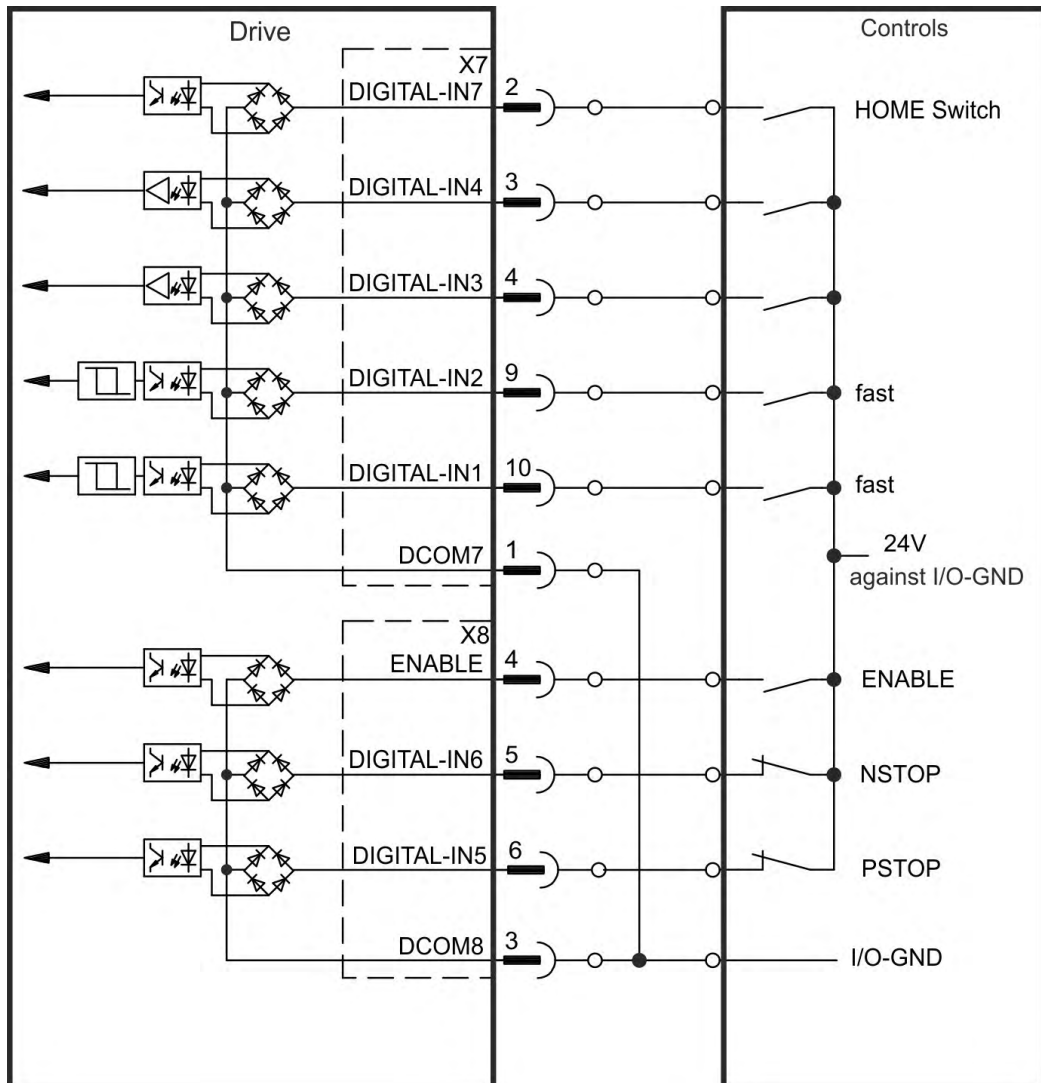 Drive
Controls
X7
DIGITAL-IN7 2 HOME Switch
DIGITAL-IN4 3
DIGITAL-IN3 4
DIGITAL-IN2 9 fast
DIGITAL-IN1 10 fast
24V
against I/O-GND
DCOM7 1
X8
ENABLE 4 ENABLE
DIGITAL-IN6 5 NSTOP
DIGITAL-IN5 6 PSTOP
DCOM8 3 I/O-GND